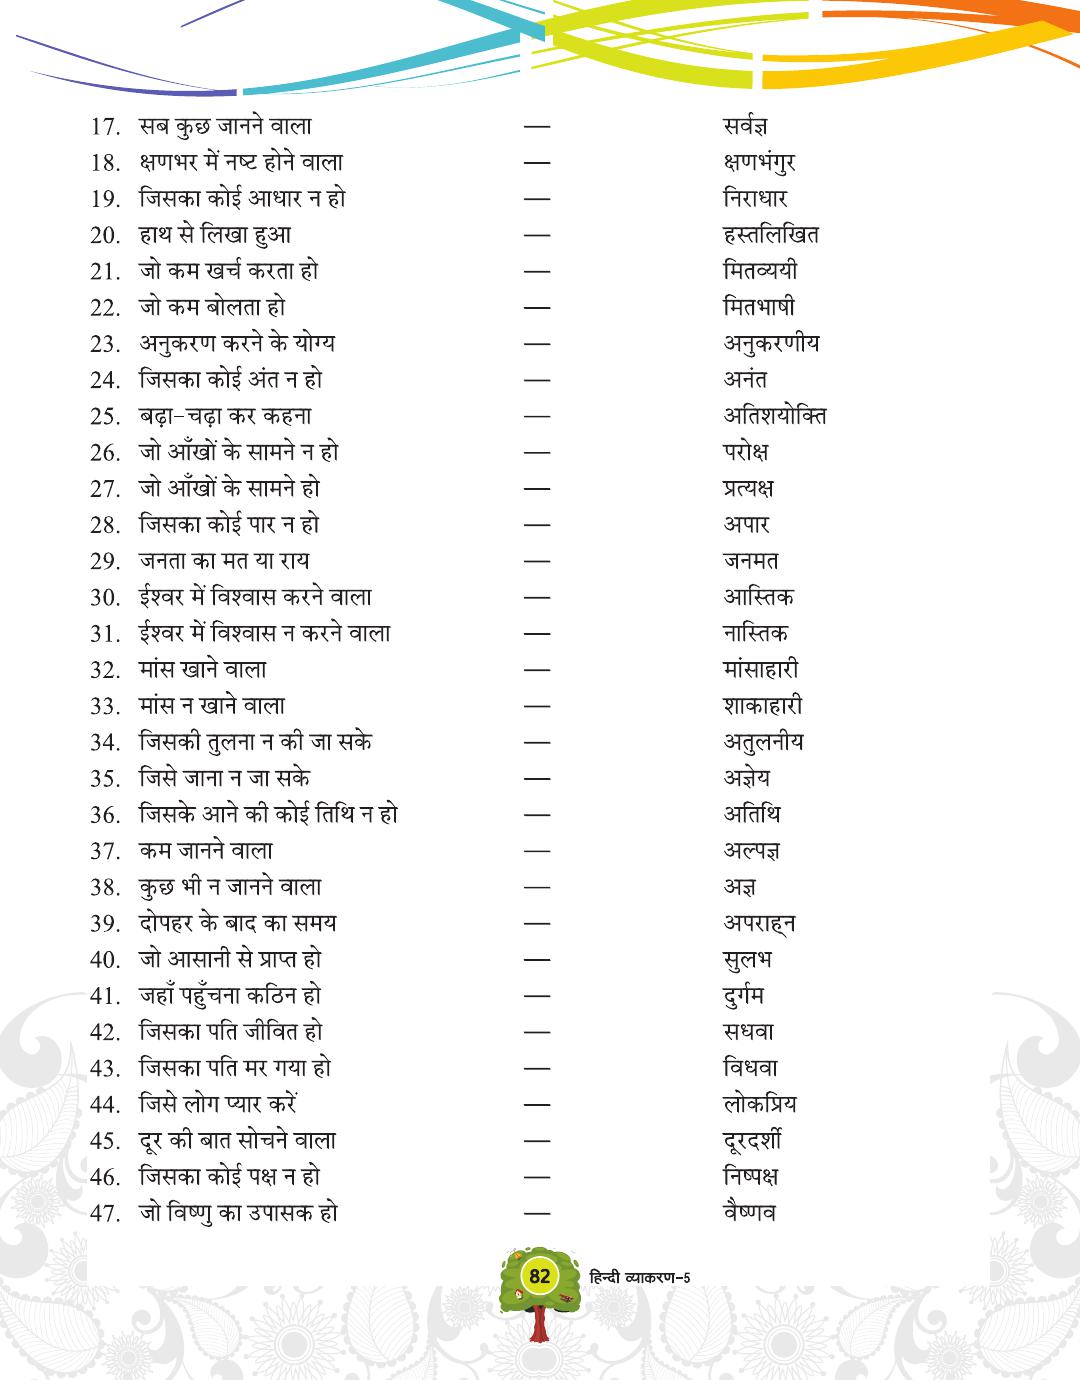 17. सब कुछ जानने वाला — सर्वज्ञ
18. क्षणभर में नष्ट होने वाला — क्षणभंगुर
19. जिसका कोई आधार न हो — निराधार
20. हाथ से लिखा हुआ — हस्तलिखित
21. जो कम खर्च करता हो — मितव्ययी
22. जो कम बोलता हो — मितभाषी
23. अनुकरण करने के योग्य — अनुकरणीय
24. जिसका कोई अंत न हो — अनंत
25. बढ़ा-चढ़ा कर कहना — अतिशयोक्ति
26. जो आँखों के सामने न हो — परोक्ष
27. जो आँखों के सामने हो — प्रत्यक्ष
28. जिसका कोई पार न हो — अपार
29. जनता का मत या राय — जनमत
30. ईश्वर में विश्वास करने वाला — आस्तिक
31. ईश्वर में विश्वास न करने वाला — नास्तिक
32. मांस खाने वाला — मांसाहारी
33. मांस न खाने वाला — शाकाहारी
34. जिसकी तुलना न की जा सके — अतुलनीय
35. जिसे जाना न जा सके — अज्ञेय
36. जिसके आने की कोई तिथि न हो — अतिथि
37. कम जानने वाला — अल्पज्ञ
38. कुछ भी न जानने वाला — अज्ञ
39. दोपहर के बाद का समय — अपराह्‌न
40. जो आसानी से प्राप्त हो — सुलभ
41. जहाँ पहुँचना कठिन हो — दुर्गम
42. जिसका पति जीवित हो — सधवा
43. जिसका पति मर गया हो — विधवा
44. जिसे लोग प्यार करें — लोकप्रिय
45. दूर की बात सोचने वाला — दूरदर्शी
46. जिसका कोई पक्ष न हो — निष्पक्ष
47. जो विष्णु का उपासक हो — वैष्णव
82 हिन्दी व्याकरण-5